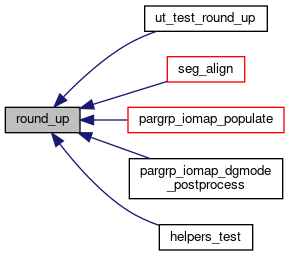 ut_test_round_up
seg_align
round_up
pargrp_iomap_populate
pargrp_iomap_dgmode
_postprocess
helpers_test